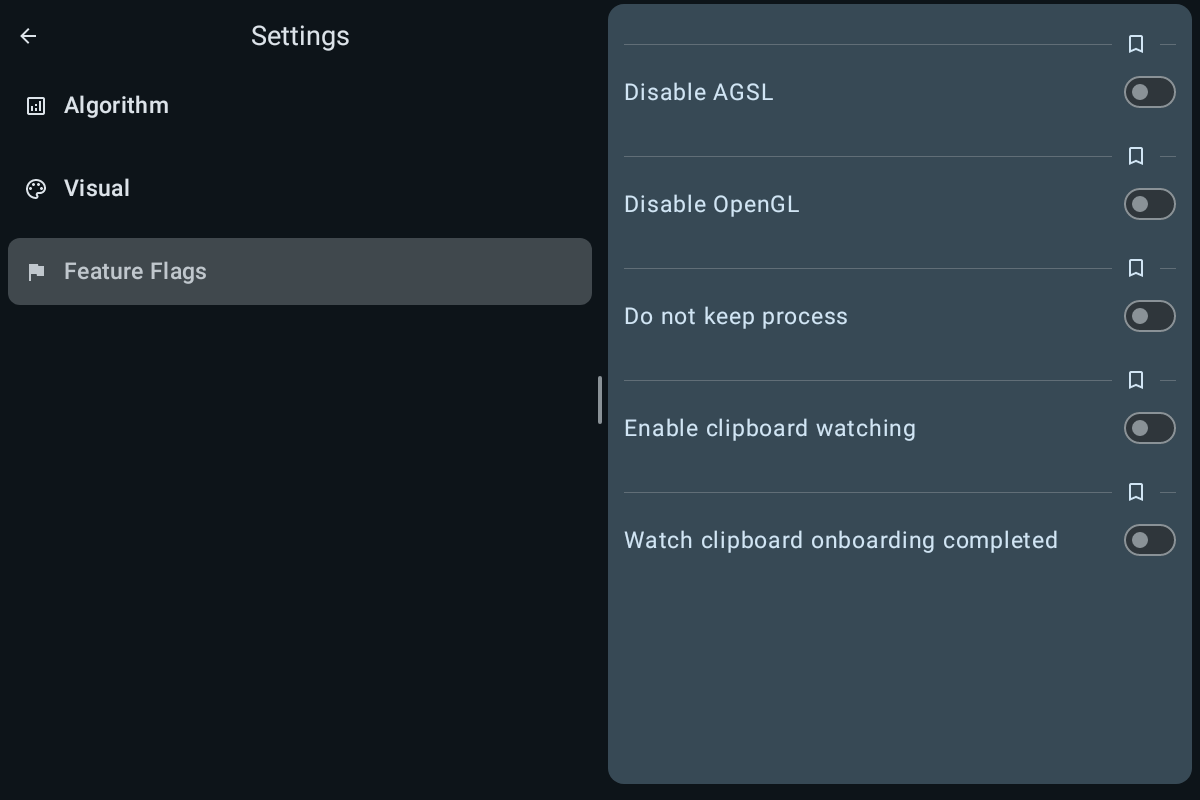 Settings
Algorithm
Visual
Feature Flags
Disable AGSL
Disable OpenGL
Do not keep process
Enable clipboard watching
Watch clipboard onboarding completed